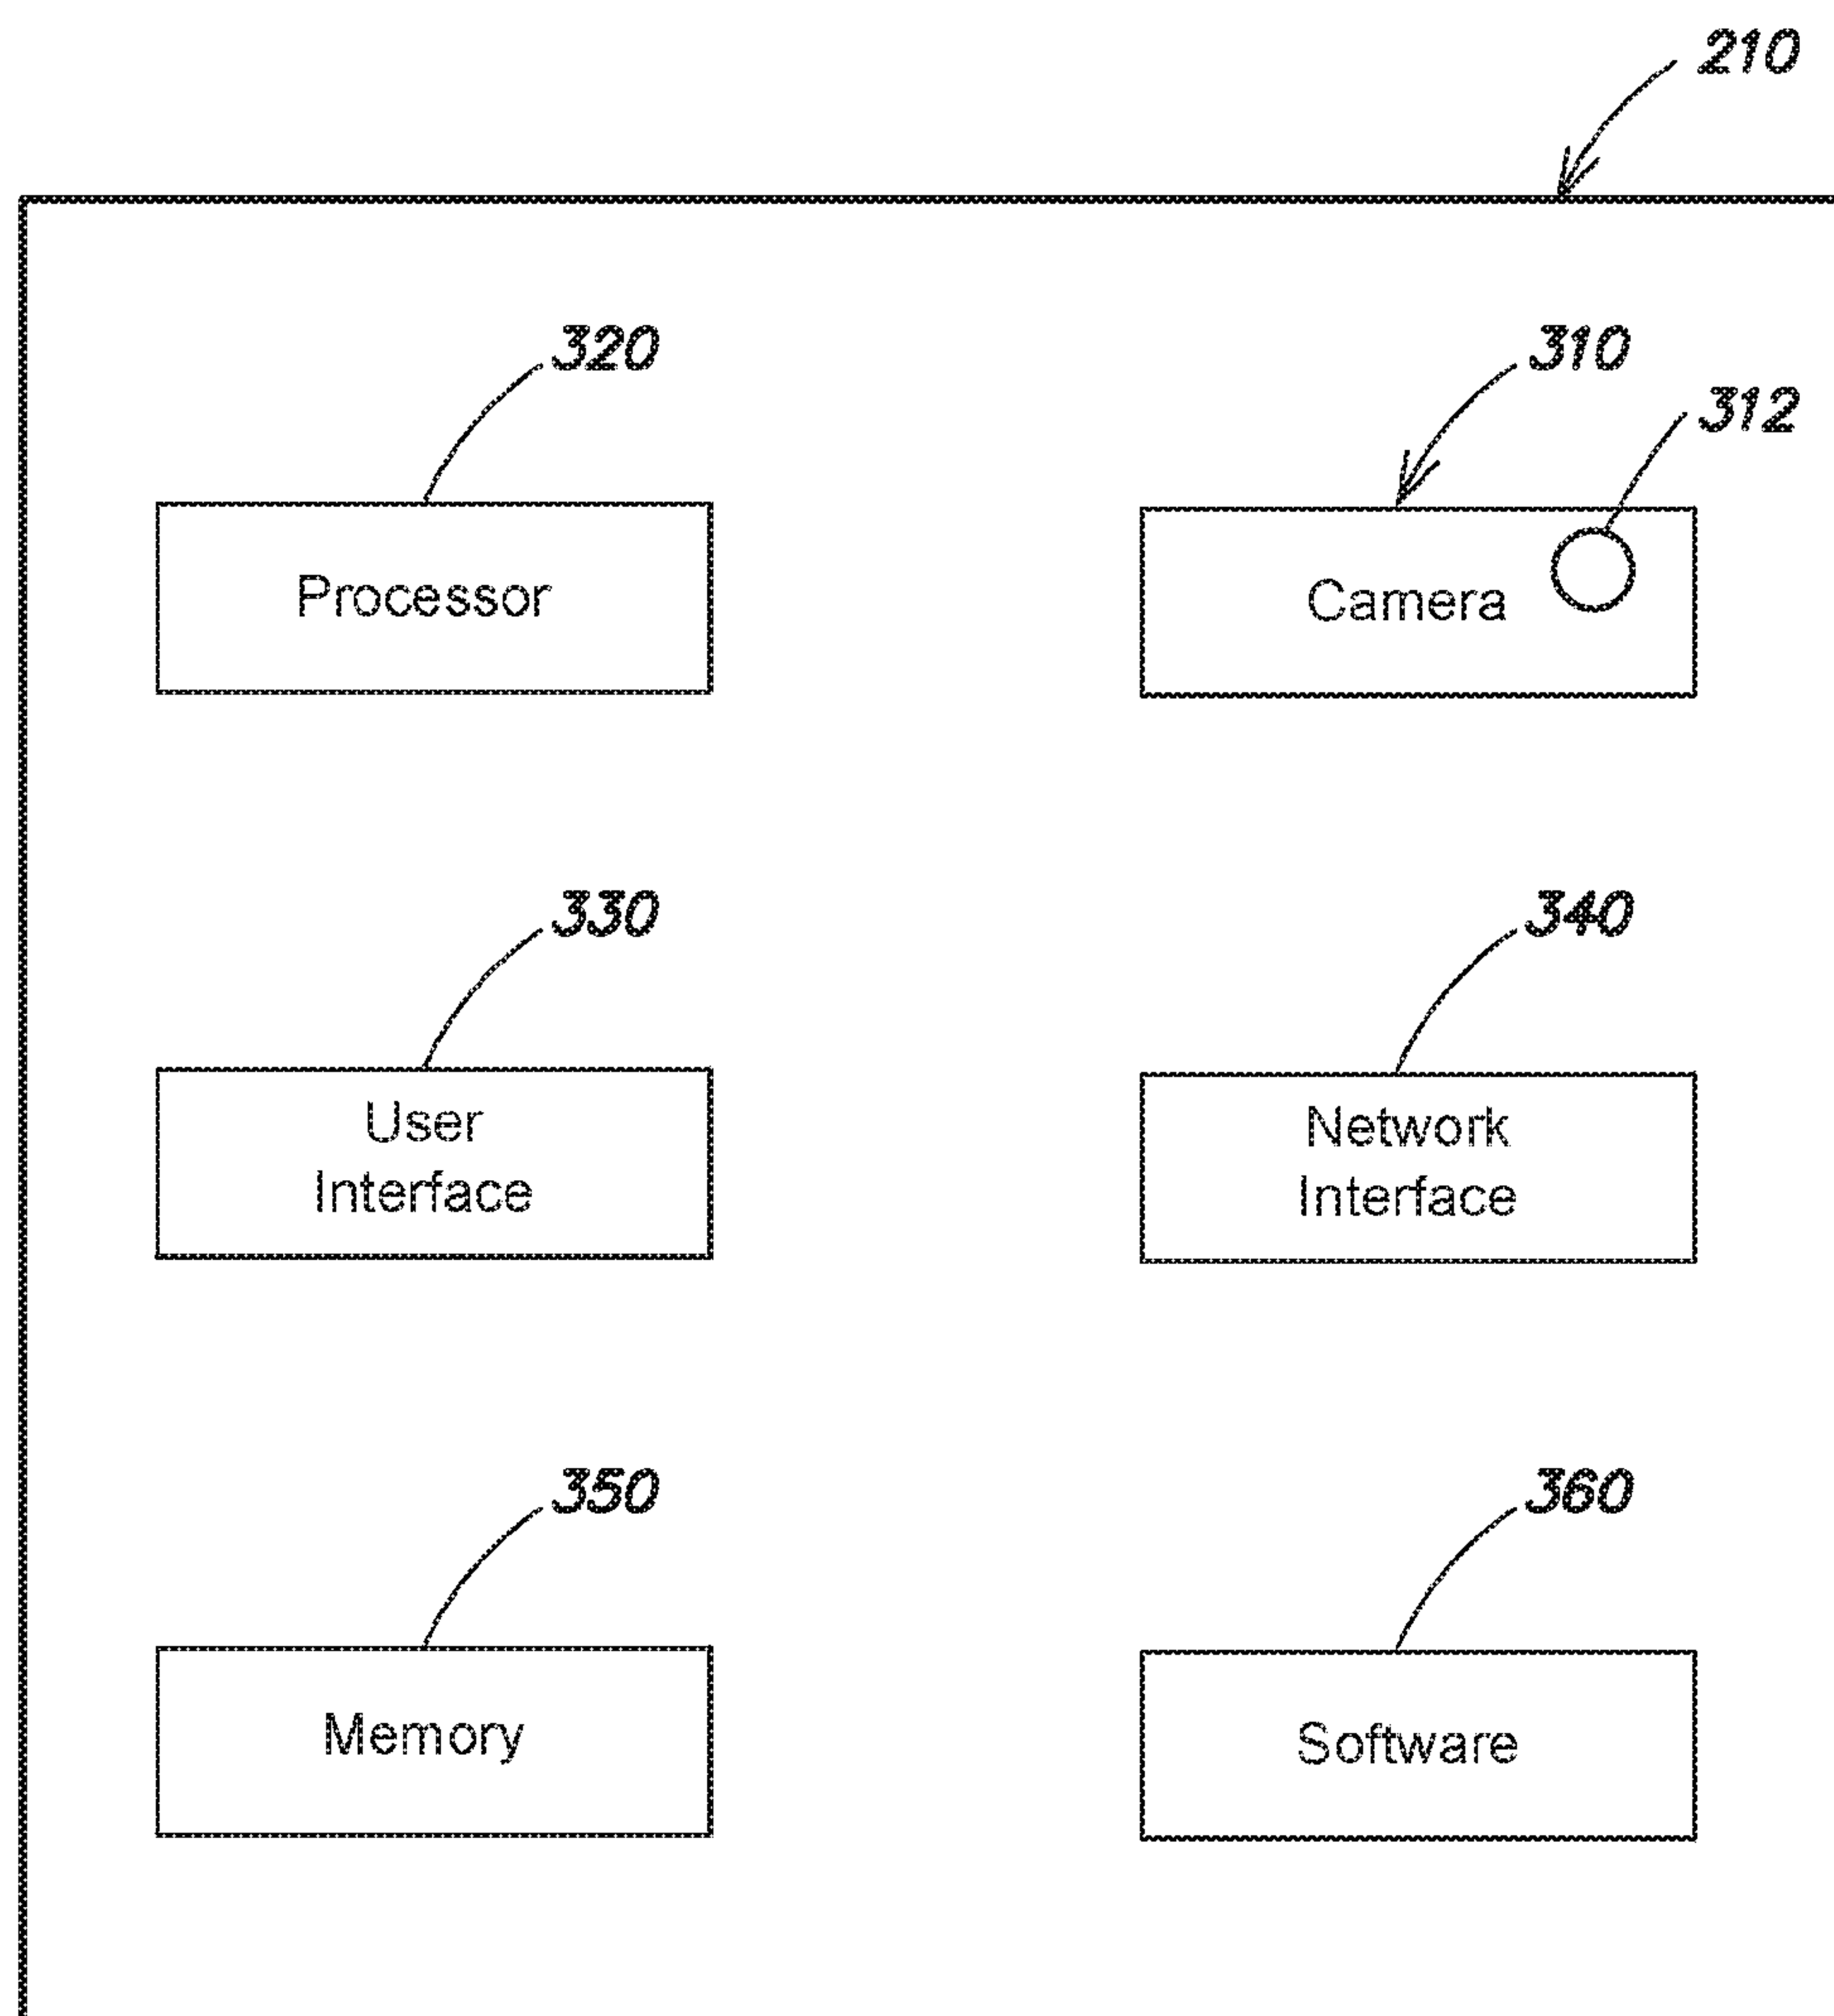 210
320
310
312
Processor
Camera
330
340
User
Interface
Network
Interface
350
360
Memory
Software